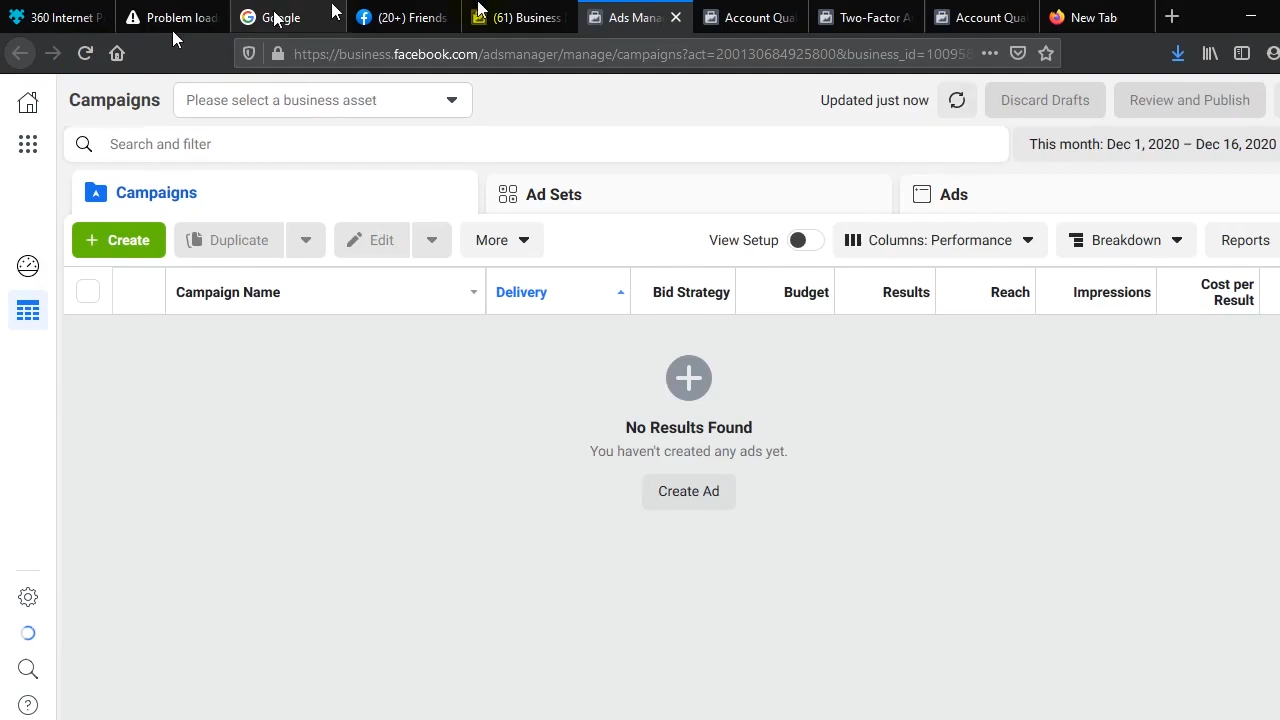 360 Internet P
Problem load
Google
(20+) Friends
(61) Business
Ads Mana
Account Qua
Two-Factor A
Account Qua
New Tab
https://business.facebook.com/adsmanager/manage/campaigns?act=200130684925800&business_id=10095
Campaigns
Please select a business asset
Updated just now
Discard Drafts
Review and Publish
Search and filter
This month: Dec 1, 2020 – Dec 16, 2020
Campaigns
Ad Sets
Ads
+ Create
Duplicate
Edit
More
View Setup
Columns: Performance
Breakdown
Reports
Campaign Name
Delivery
Bid Strategy
Budget
Results
Reach
Impressions
Cost per
Result
No Results Found
You haven't created any ads yet.
Create Ad